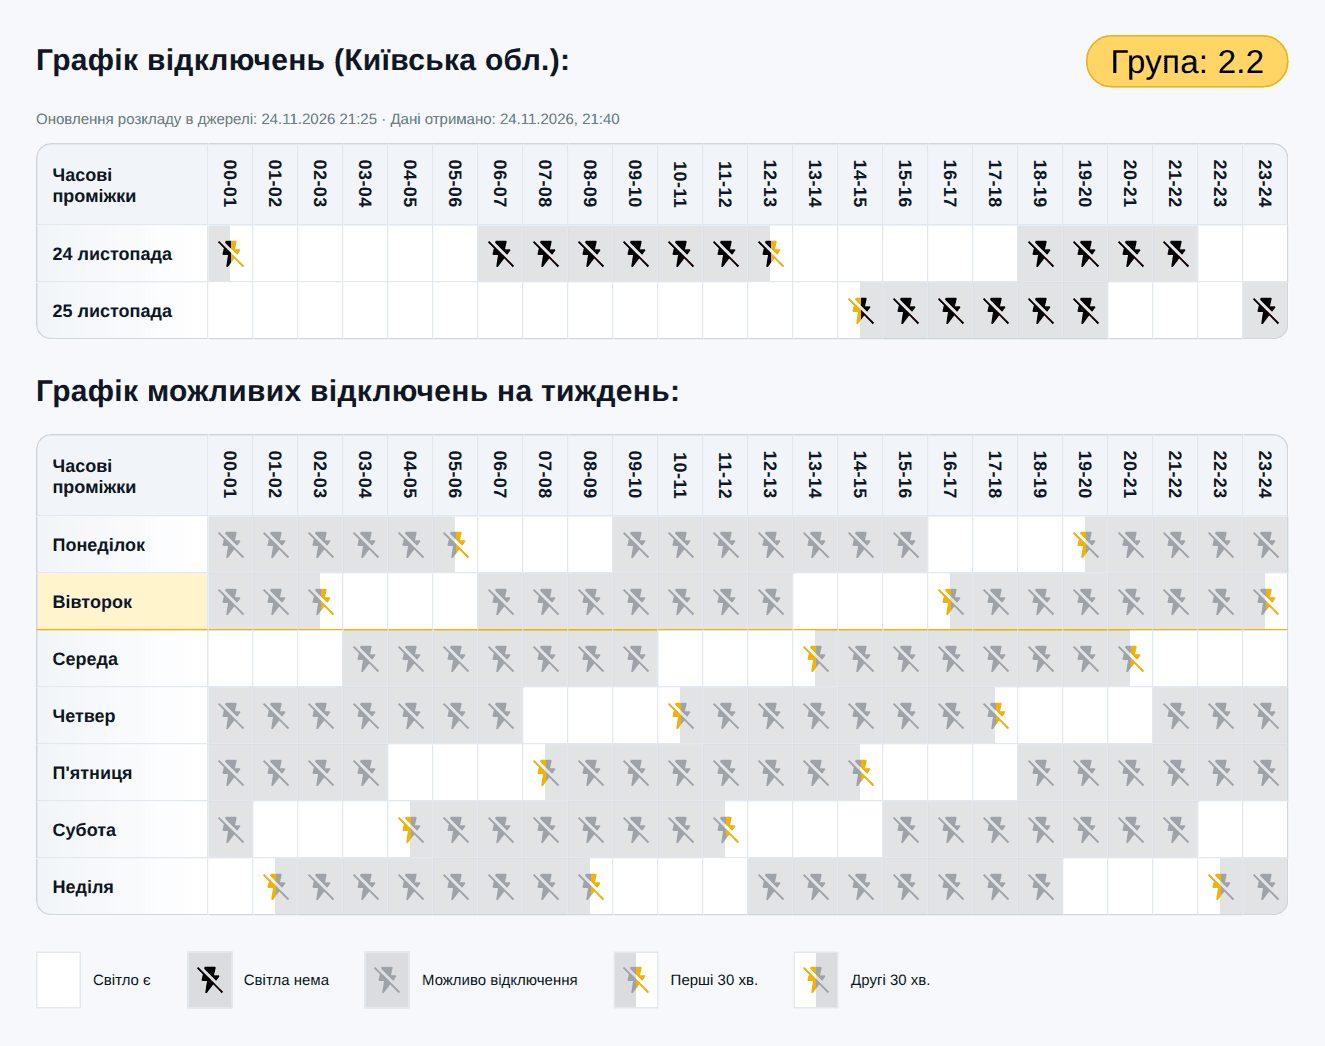 Графік відключень (Київська обл.):
Група: 2.2
Оновлення розкладу в джерелі: 24.11.2026 21:25 · Дані отримано: 24.11.2026, 21:40
Часові
проміжки
00-01 01-02 02-03 03-04 04-05 05-06 06-07 07-08 08-09 09-10 10-11 11-12 12-13 13-14 14-15 15-16 16-17 17-18 18-19 19-20 20-21 21-22 22-23 23-24
24 листопада
25 листопада
Графік можливих відключень на тиждень:
Часові
проміжки
00-01 01-02 02-03 03-04 04-05 05-06 06-07 07-08 08-09 09-10 10-11 11-12 12-13 13-14 14-15 15-16 16-17 17-18 18-19 19-20 20-21 21-22 22-23 23-24
Понеділок
Вівторок
Середа
Четвер
П'ятниця
Субота
Неділя
Світло є
Світла нема
Можливо відключення
Перші 30 хв.
Другі 30 хв.